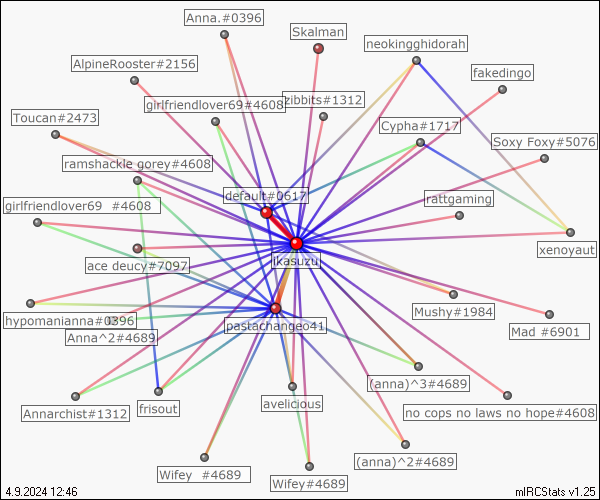 Anna.#0396
Skalman
neokingghidorah
AlpineRooster#2156
fakedingo
girlfriendlover69#4608
zibbits#1312
Toucan#2473
Cypha#1717
Soxy Foxy#5076
ramshackle gorey#4608
default#0617
rattgaming
girlfriendlover69 #4608
xenoyaut
ikasuzu
ace deucy#7097
Mushy#1984
hypomanianna#0396
pastachangeo41
Mad #6901
Anna^2#4689
(anna)^3#4689
avelicious
Annarchist#1312
frisout
no cops no laws no hope#4608
(anna)^2#4689
Wifey #4689
Wifey#4689
4.9.2024 12:46
mIRCStats v1.25